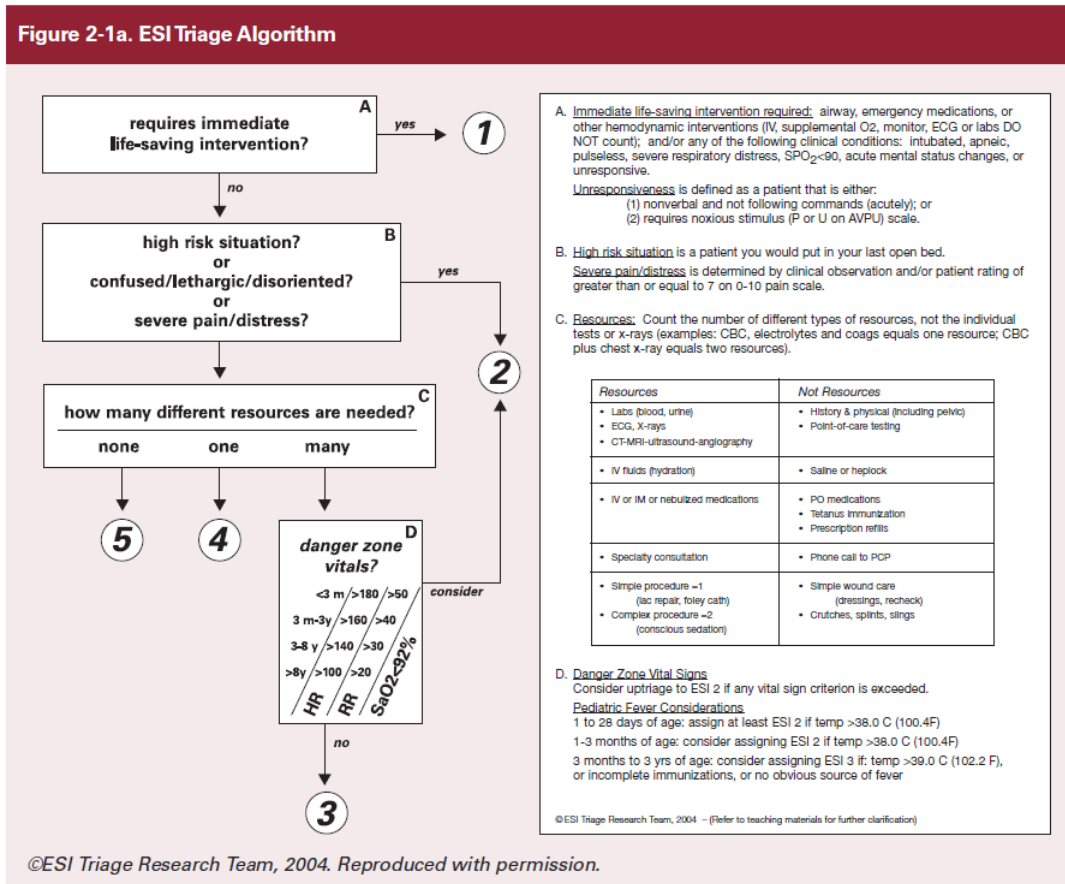 Figure 2-1a. ESI Triage Algorithm
A
requires immediate
life-saving intervention?
yes
1
no
B
high risk situation?
or
confused/lethargic/disoriented?
or
severe pain/distress?
yes
2
C
how many different resources are needed?
none one many
5
4
D
danger zone
vitals?
<3 m >180 >50
3 m-3y >160 >40
3-8 y >140 >30
>8y >100 >20
HR RR SaO2<92%
consider
no
3
A. Immediate life-saving intervention required: airway, emergency medications, or
other hemodynamic interventions (IV, supplemental O2, monitor, ECG or labs DO
NOT count); and/or any of the following clinical conditions: intubated, apneic,
pulseless, severe respiratory distress, SPO2<90, acute mental status changes, or
unresponsive.
Unresponsiveness is defined as a patient that is either:
(1) nonverbal and not following commands (acutely); or
(2) requires noxious stimulus (P or U on AVPU) scale.
B. High risk situation is a patient you would put in your last open bed.
Severe pain/distress is determined by clinical observation and/or patient rating of
greater than or equal to 7 on 0-10 pain scale.
C. Resources: Count the number of different types of resources, not the individual
tests or x-rays (examples: CBC, electrolytes and coags equals one resource; CBC
plus chest x-ray equals two resources).
Resources Not Resources
• Labs (blood, urine)
• ECG, X-rays
• CT-MRI-ultrasound-angiography
• History & physical (including pelvic)
• Point-of-care testing
• IV fluids (hydration)
• Saline or heplock
• IV or IM or nebulized medications
• PO medications
• Tetanus immunization
• Prescription refills
• Specialty consultation
• Phone call to PCP
• Simple procedure =1
(lac repair, foley cath)
• Complex procedure =2
(conscious sedation)
• Simple wound care
(dressings, recheck)
• Crutches, splints, slings
D. Danger Zone Vital Signs
Consider uptriage to ESI 2 if any vital sign criterion is exceeded.
Pediatric Fever Considerations
1 to 28 days of age: assign at least ESI 2 if temp >38.0 C (100.4F)
1-3 months of age: consider assigning ESI 2 if temp >38.0 C (100.4F)
3 months to 3 yrs of age: consider assigning ESI 3 if: temp >39.0 C (102.2 F),
or incomplete immunizations, or no obvious source of fever
©ESI Triage Research Team, 2004 – (Refer to teaching materials for further clarification)
©ESI Triage Research Team, 2004. Reproduced with permission.